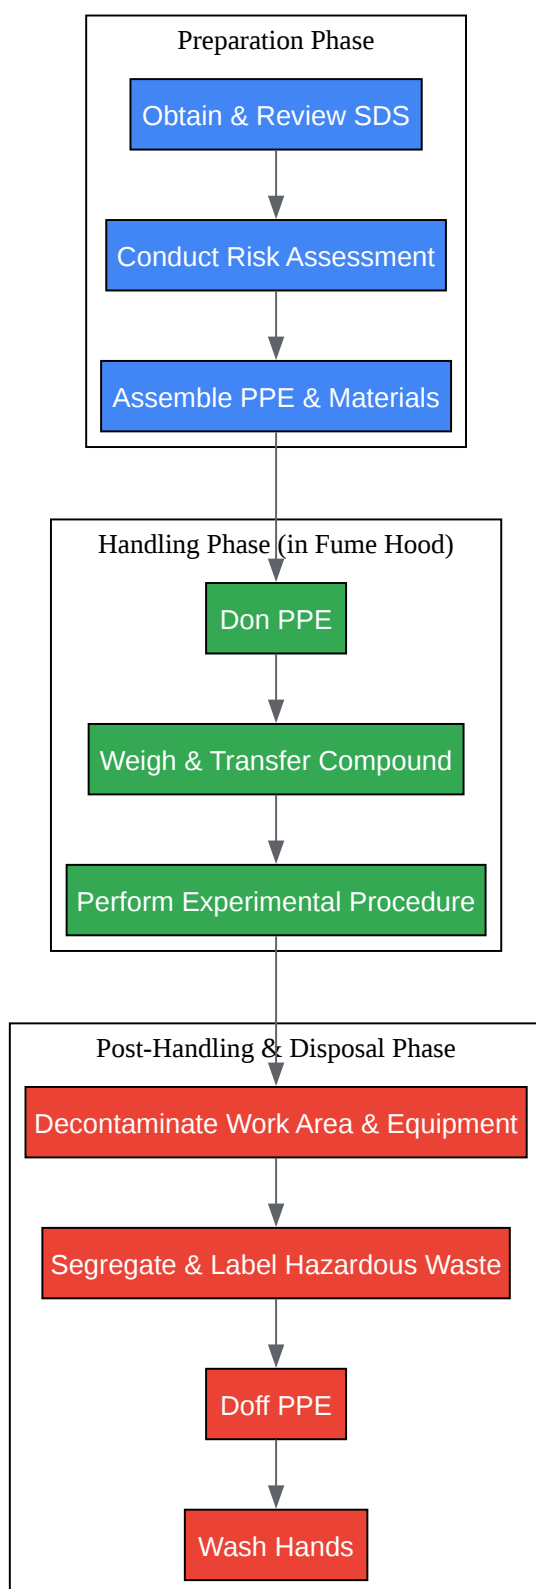 Preparation Phase
Obtain & Review SDS
Conduct Risk Assessment
Assemble PPE & Materials
Handling Phase (in Fume Hood)
Don PPE
Weigh & Transfer Compound
Perform Experimental Procedure
Post-Handling & Disposal Phase
Decontaminate Work Area & Equipment
Segregate & Label Hazardous Waste
Doff PPE
Wash Hands